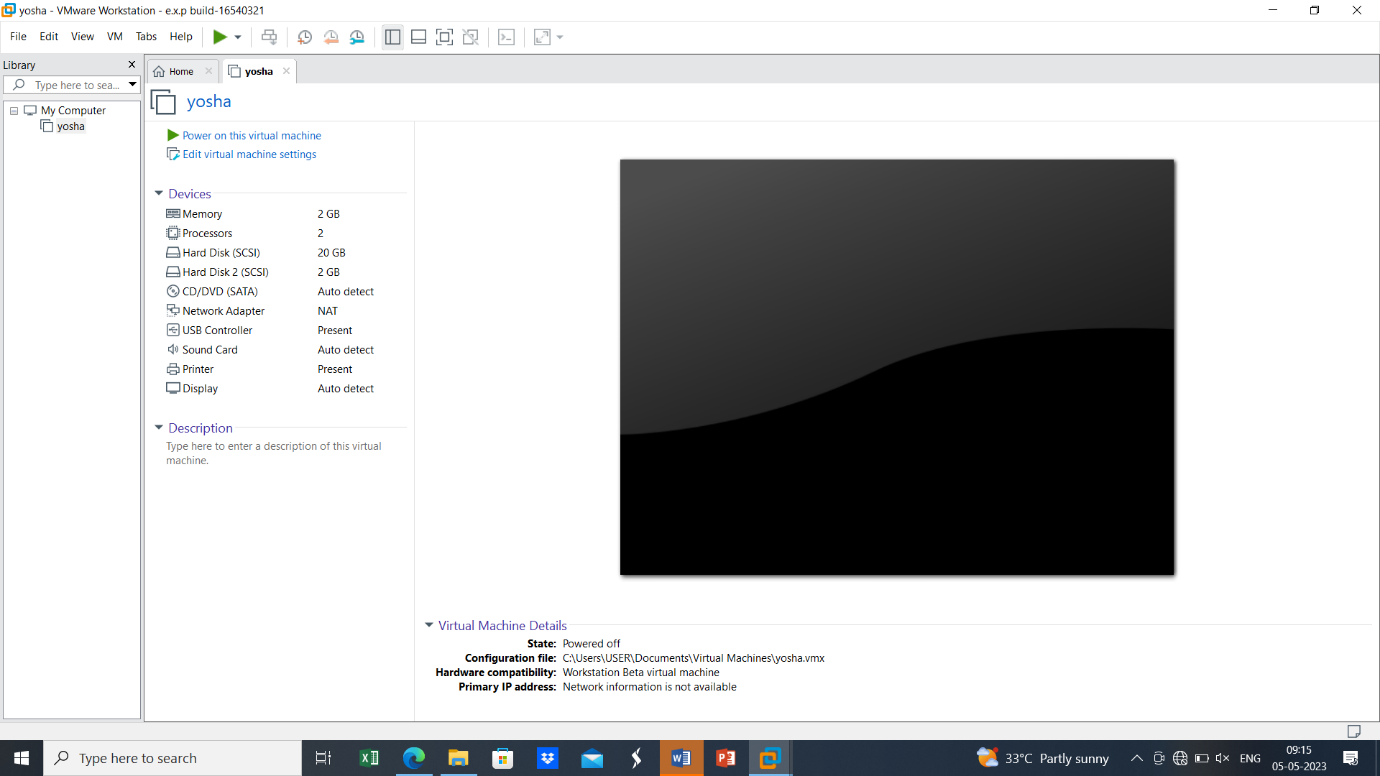 yosha - VMware Workstation - e.x.p build-16540321
File Edit View VM Tabs Help
Library
Type here to sea...
My Computer
yosha
Home
yosha
yosha
Power on this virtual machine
Edit virtual machine settings
Devices
Memory 2 GB
Processors 2
Hard Disk (SCSI) 20 GB
Hard Disk 2 (SCSI) 2 GB
CD/DVD (SATA) Auto detect
Network Adapter NAT
USB Controller Present
Sound Card Auto detect
Printer Present
Display Auto detect
Description
Type here to enter a description of this virtual
machine.
Virtual Machine Details
State: Powered off
Configuration file: C:\Users\USER\Documents\Virtual Machines\yosha.vmx
Hardware compatibility: Workstation Beta virtual machine
Primary IP address: Network information is not available
Type here to search
33°C Partly sunny
ENG
09:15
05-05-2023